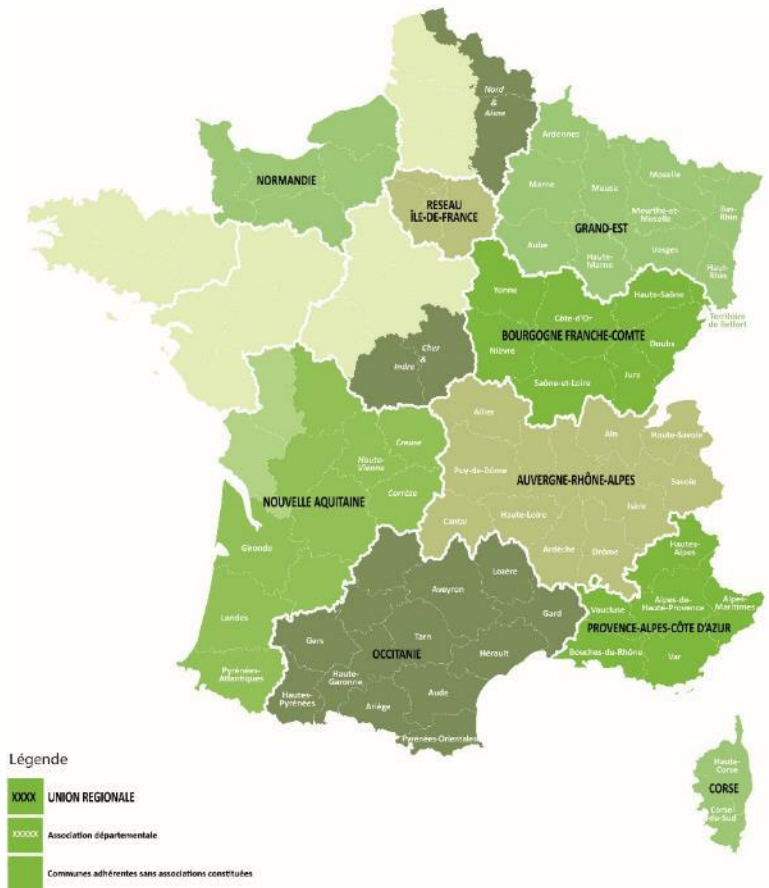 Nord
&
Aisne
Ardennes
NORMANDIE
Marne
Meuse
Moselle
Meurthe-et-
Moselle
Bas-
Rhin
RESEAU
ÎLE-DE-FRANCE
GRAND-EST
Aube
Haute-
Marne
Vosges
Haut-
Rhin
Yonne
Haute-Saône
Territoire
de Belfort
Côte-d'Or
BOURGOGNE FRANCHE-COMTE
Nièvre
Doubs
Cher
&
Indre
Saône-et-Loire
Jura
Allier
Ain
Haute-Savoie
Creuse
Haute-
Vienne
Puy-de-Dôme
AUVERGNE-RHÔNE-ALPES
Savoie
Corrèze
NOUVELLE AQUITAINE
Isère
Cantal
Haute-Loire
Ardèche
Drôme
Gironde
Hautes-
Alpes
Lozère
Aveyron
Landes
Gard
Vaucluse
Alpes-de-
Haute-Provence
Alpes-
Maritimes
PROVENCE-ALPES-CÔTE D'AZUR
Gers
Tarn
OCCITANIE
Hérault
Bouches-du-Rhône
Var
Pyrénées-
Atlantiques
Haute-
Garonne
Hautes-
Pyrénées
Ariège
Aude
Pyrénées-Orientales
Haute-
Corse
CORSE
Corse
du-Sud
Légende
XXXX UNION REGIONALE
XXXXX Association départementale
Communes adhérentes sans associations constituées